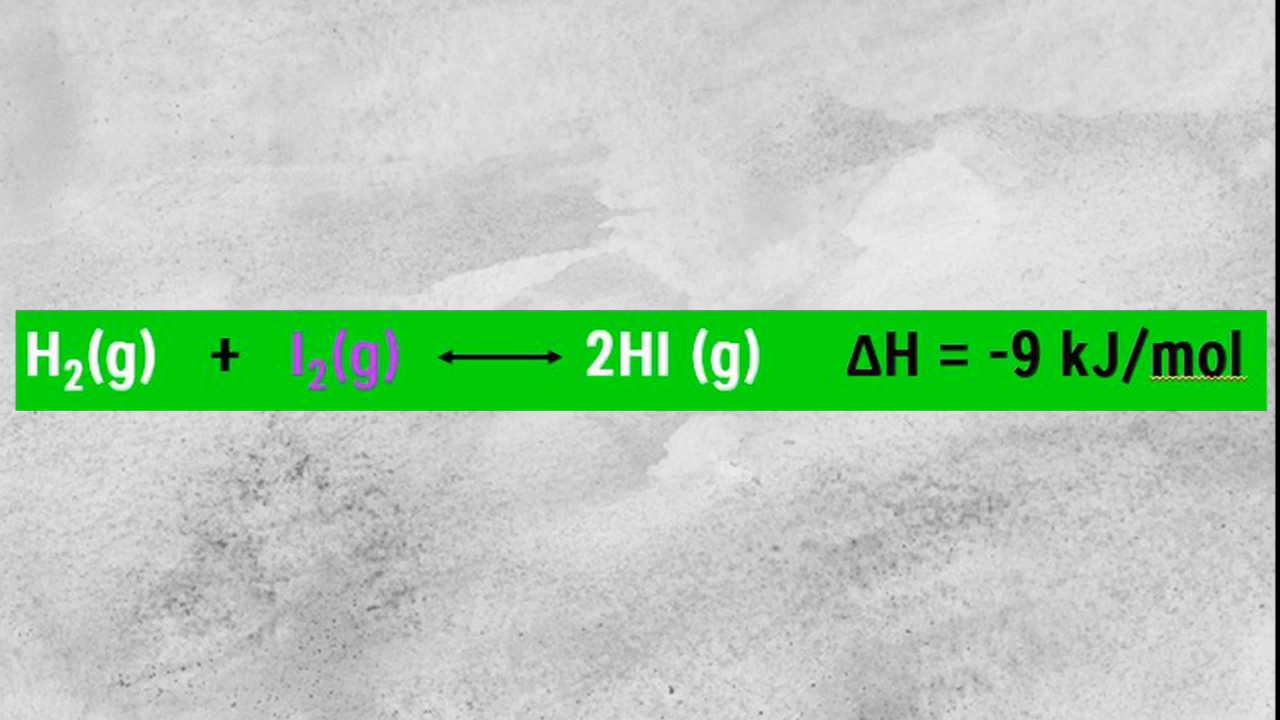 H₂(g) + I₂(g) ⟷ 2HI (g) ΔH = -9 kJ/mol